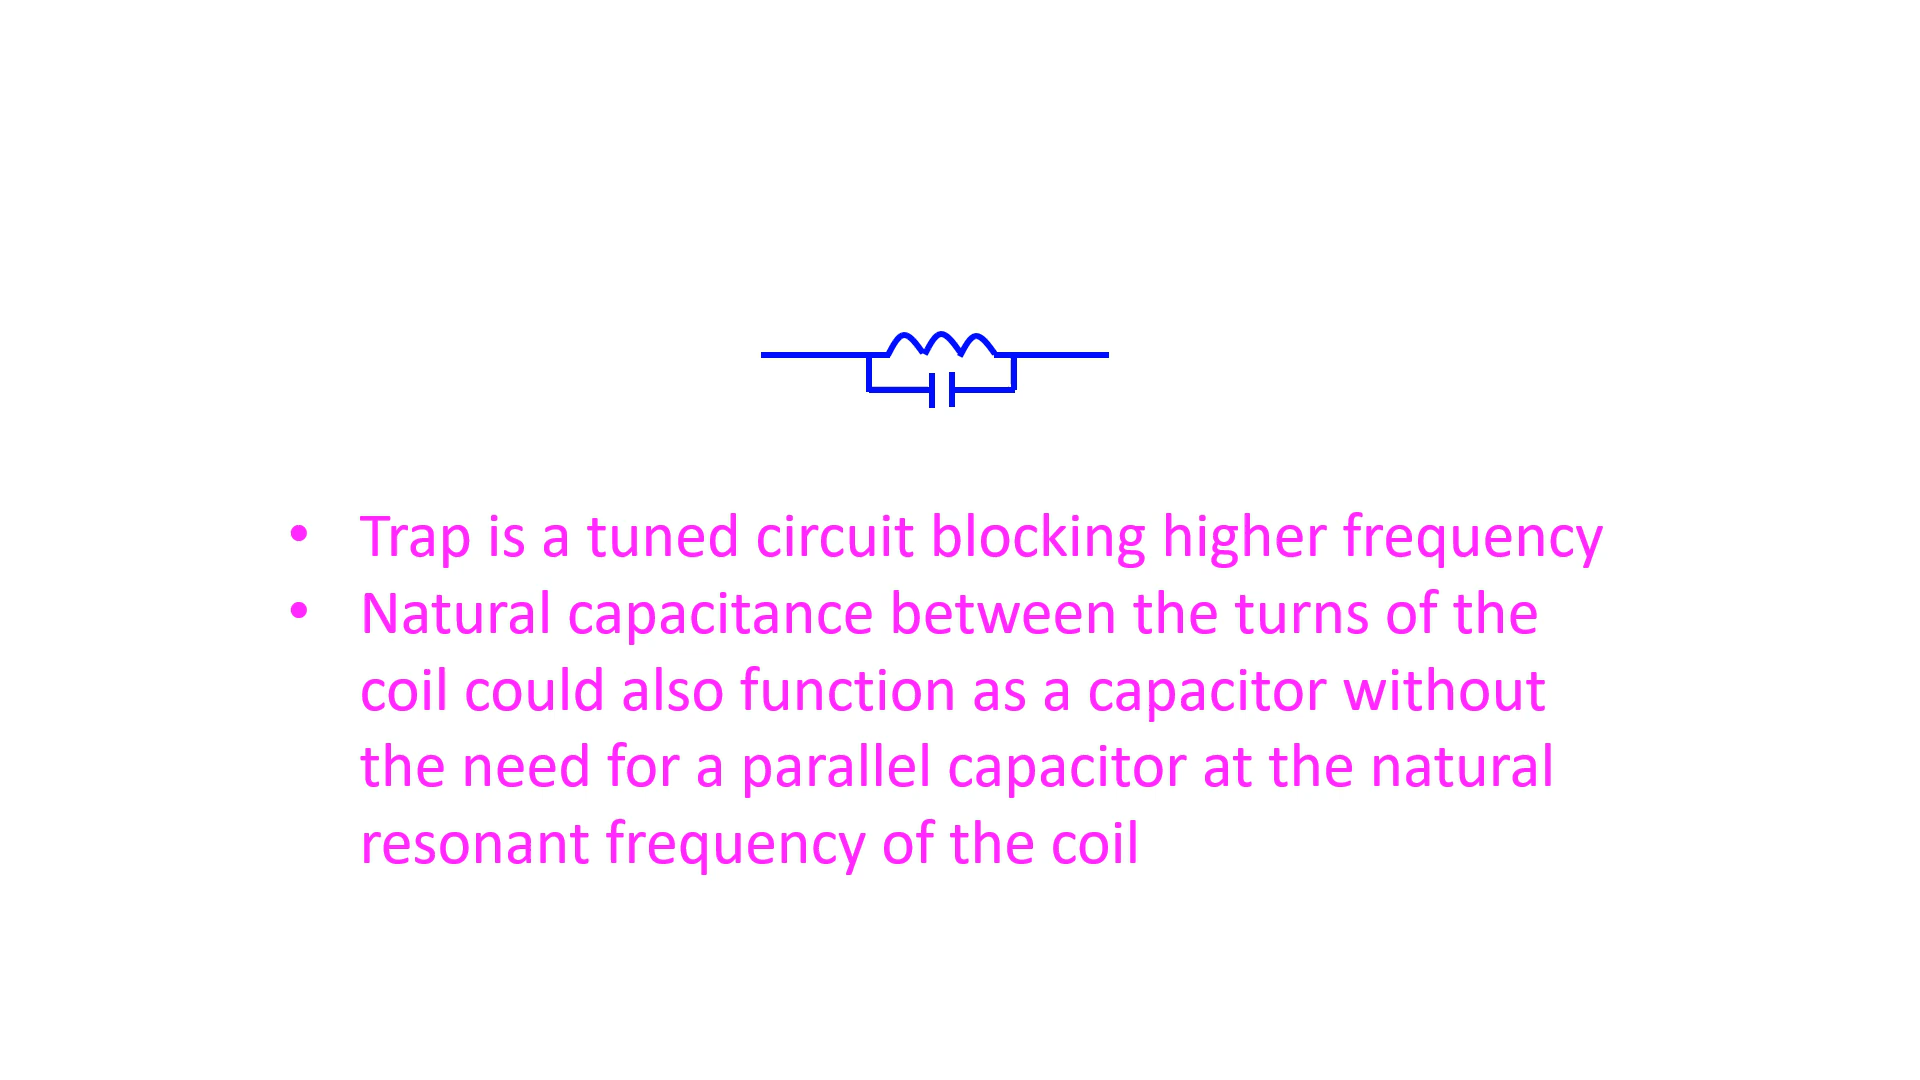 • Trap is a tuned circuit blocking higher frequency
• Natural capacitance between the turns of the
coil could also function as a capacitor without
the need for a parallel capacitor at the natural
resonant frequency of the coil